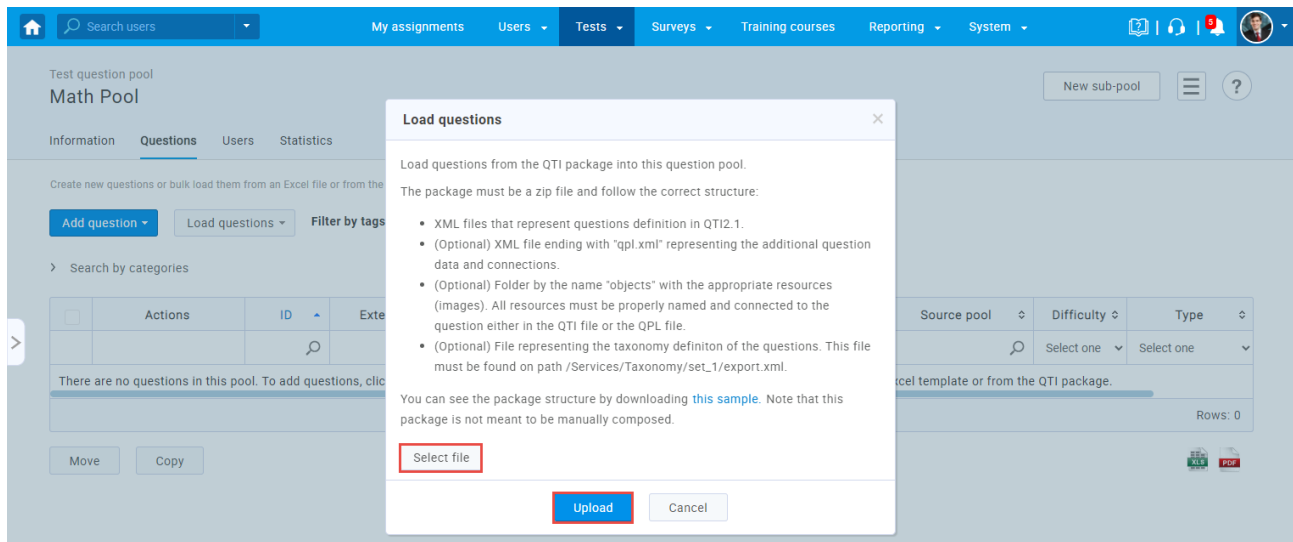 Search users
My assignments Users Tests Surveys Training courses Reporting System 5
Test question pool
Math Pool
New sub-pool ?
Information Questions Users Statistics
Create new questions or bulk load them from an Excel file or from the
Add question Load questions Filter by tags
Search by categories
Actions ID Exte Source pool Difficulty Type
Select one Select one
There are no questions in this pool. To add questions, clic xcel template or from the QTI package.
Rows: 0
Move Copy XLS PDF
Load questions
Load questions from the QTI package into this question pool.
The package must be a zip file and follow the correct structure:
• XML files that represent questions definition in QTI2.1.
• (Optional) XML file ending with "qpl.xml" representing the additional question
data and connections.
• (Optional) Folder by the name "objects" with the appropriate resources
(images). All resources must be properly named and connected to the
question either in the QTI file or the QPL file.
• (Optional) File representing the taxonomy definiton of the questions. This file
must be found on path /Services/Taxonomy/set_1/export.xml.
You can see the package structure by downloading this sample. Note that this
package is not meant to be manually composed.
Select file
Upload Cancel